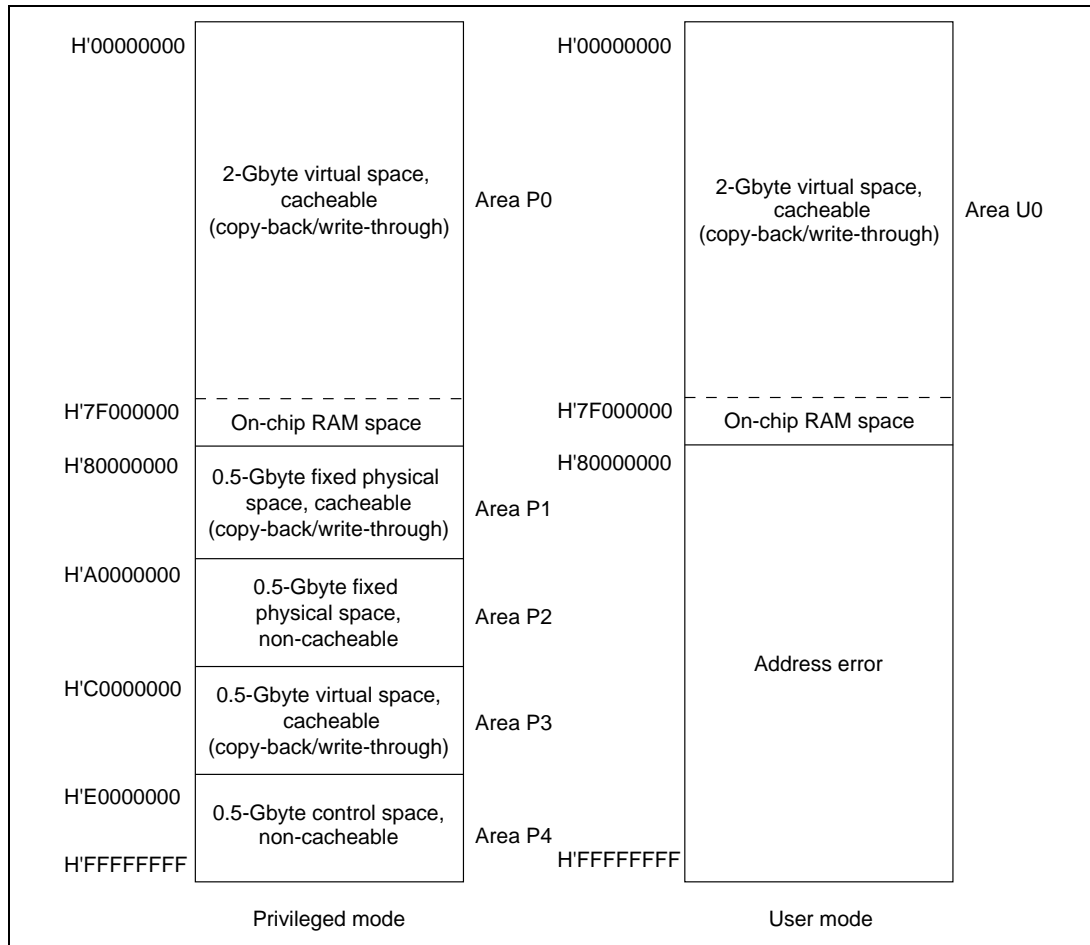 H'00000000
2-Gbyte virtual space,
cacheable
(copy-back/write-through)
Area P0
H'7F000000
On-chip RAM space
H'80000000
0.5-Gbyte fixed physical
space, cacheable
(copy-back/write-through)
Area P1
H'A0000000
0.5-Gbyte fixed
physical space,
non-cacheable
Area P2
H'C0000000
0.5-Gbyte virtual space,
cacheable
(copy-back/write-through)
Area P3
H'E0000000
0.5-Gbyte control space,
non-cacheable
Area P4
H'FFFFFFFF
Privileged mode
H'00000000
2-Gbyte virtual space,
cacheable
(copy-back/write-through)
Area U0
H'7F000000
On-chip RAM space
H'80000000
Address error
H'FFFFFFFF
User mode